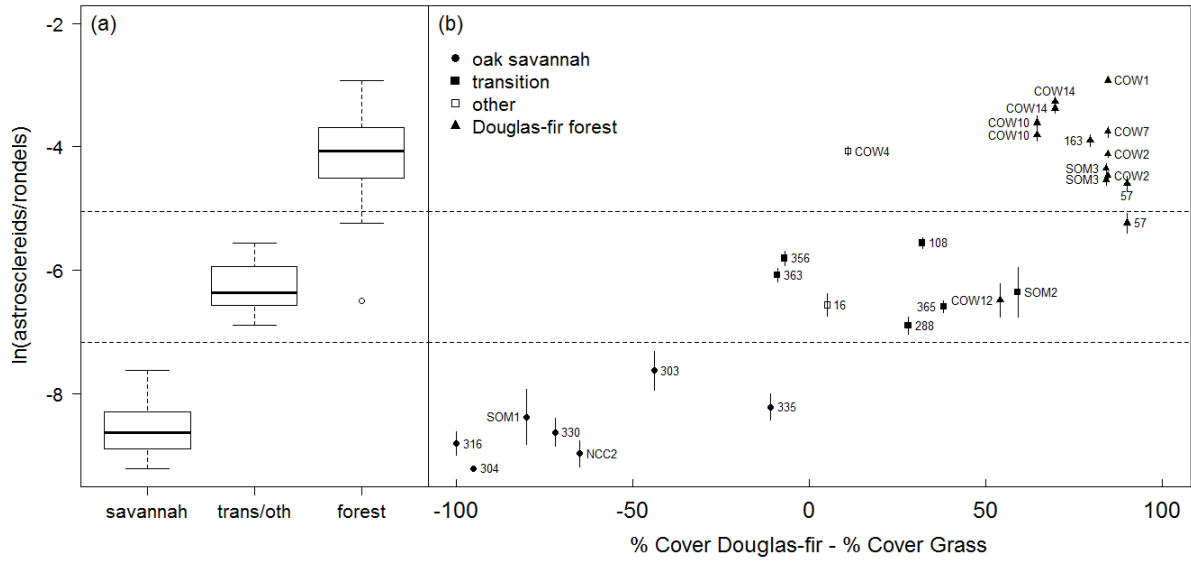 (a)
(b)
ln(astrosclereids/rondels)
-2
-4
-6
-8
savannah
trans/oth
forest
oak savannah
transition
other
Douglas-fir forest
COW1
COW14
COW14
COW10
COW10
COW7
163
COW2
SOM3
COW2
SOM3
57
57
COW4
108
356
363
16
365
288
COW12
SOM2
303
335
SOM1
330
316
NCC2
304
-100
-50
0
50
100
% Cover Douglas-fir - % Cover Grass